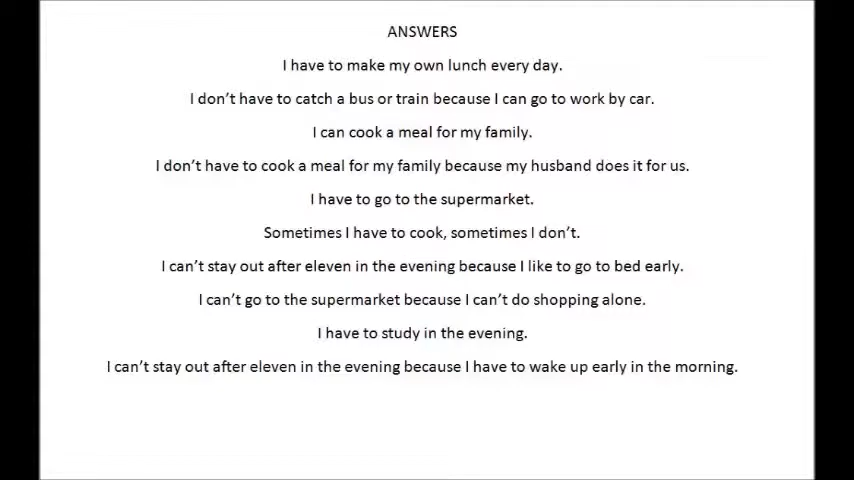 ANSWERS
I have to make my own lunch every day.
I don’t have to catch a bus or train because I can go to work by car.
I can cook a meal for my family.
I don’t have to cook a meal for my family because my husband does it for us.
I have to go to the supermarket.
Sometimes I have to cook, sometimes I don’t.
I can’t stay out after eleven in the evening because I like to go to bed early.
I can’t go to the supermarket because I can’t do shopping alone.
I have to study in the evening.
I can’t stay out after eleven in the evening because I have to wake up early in the morning.